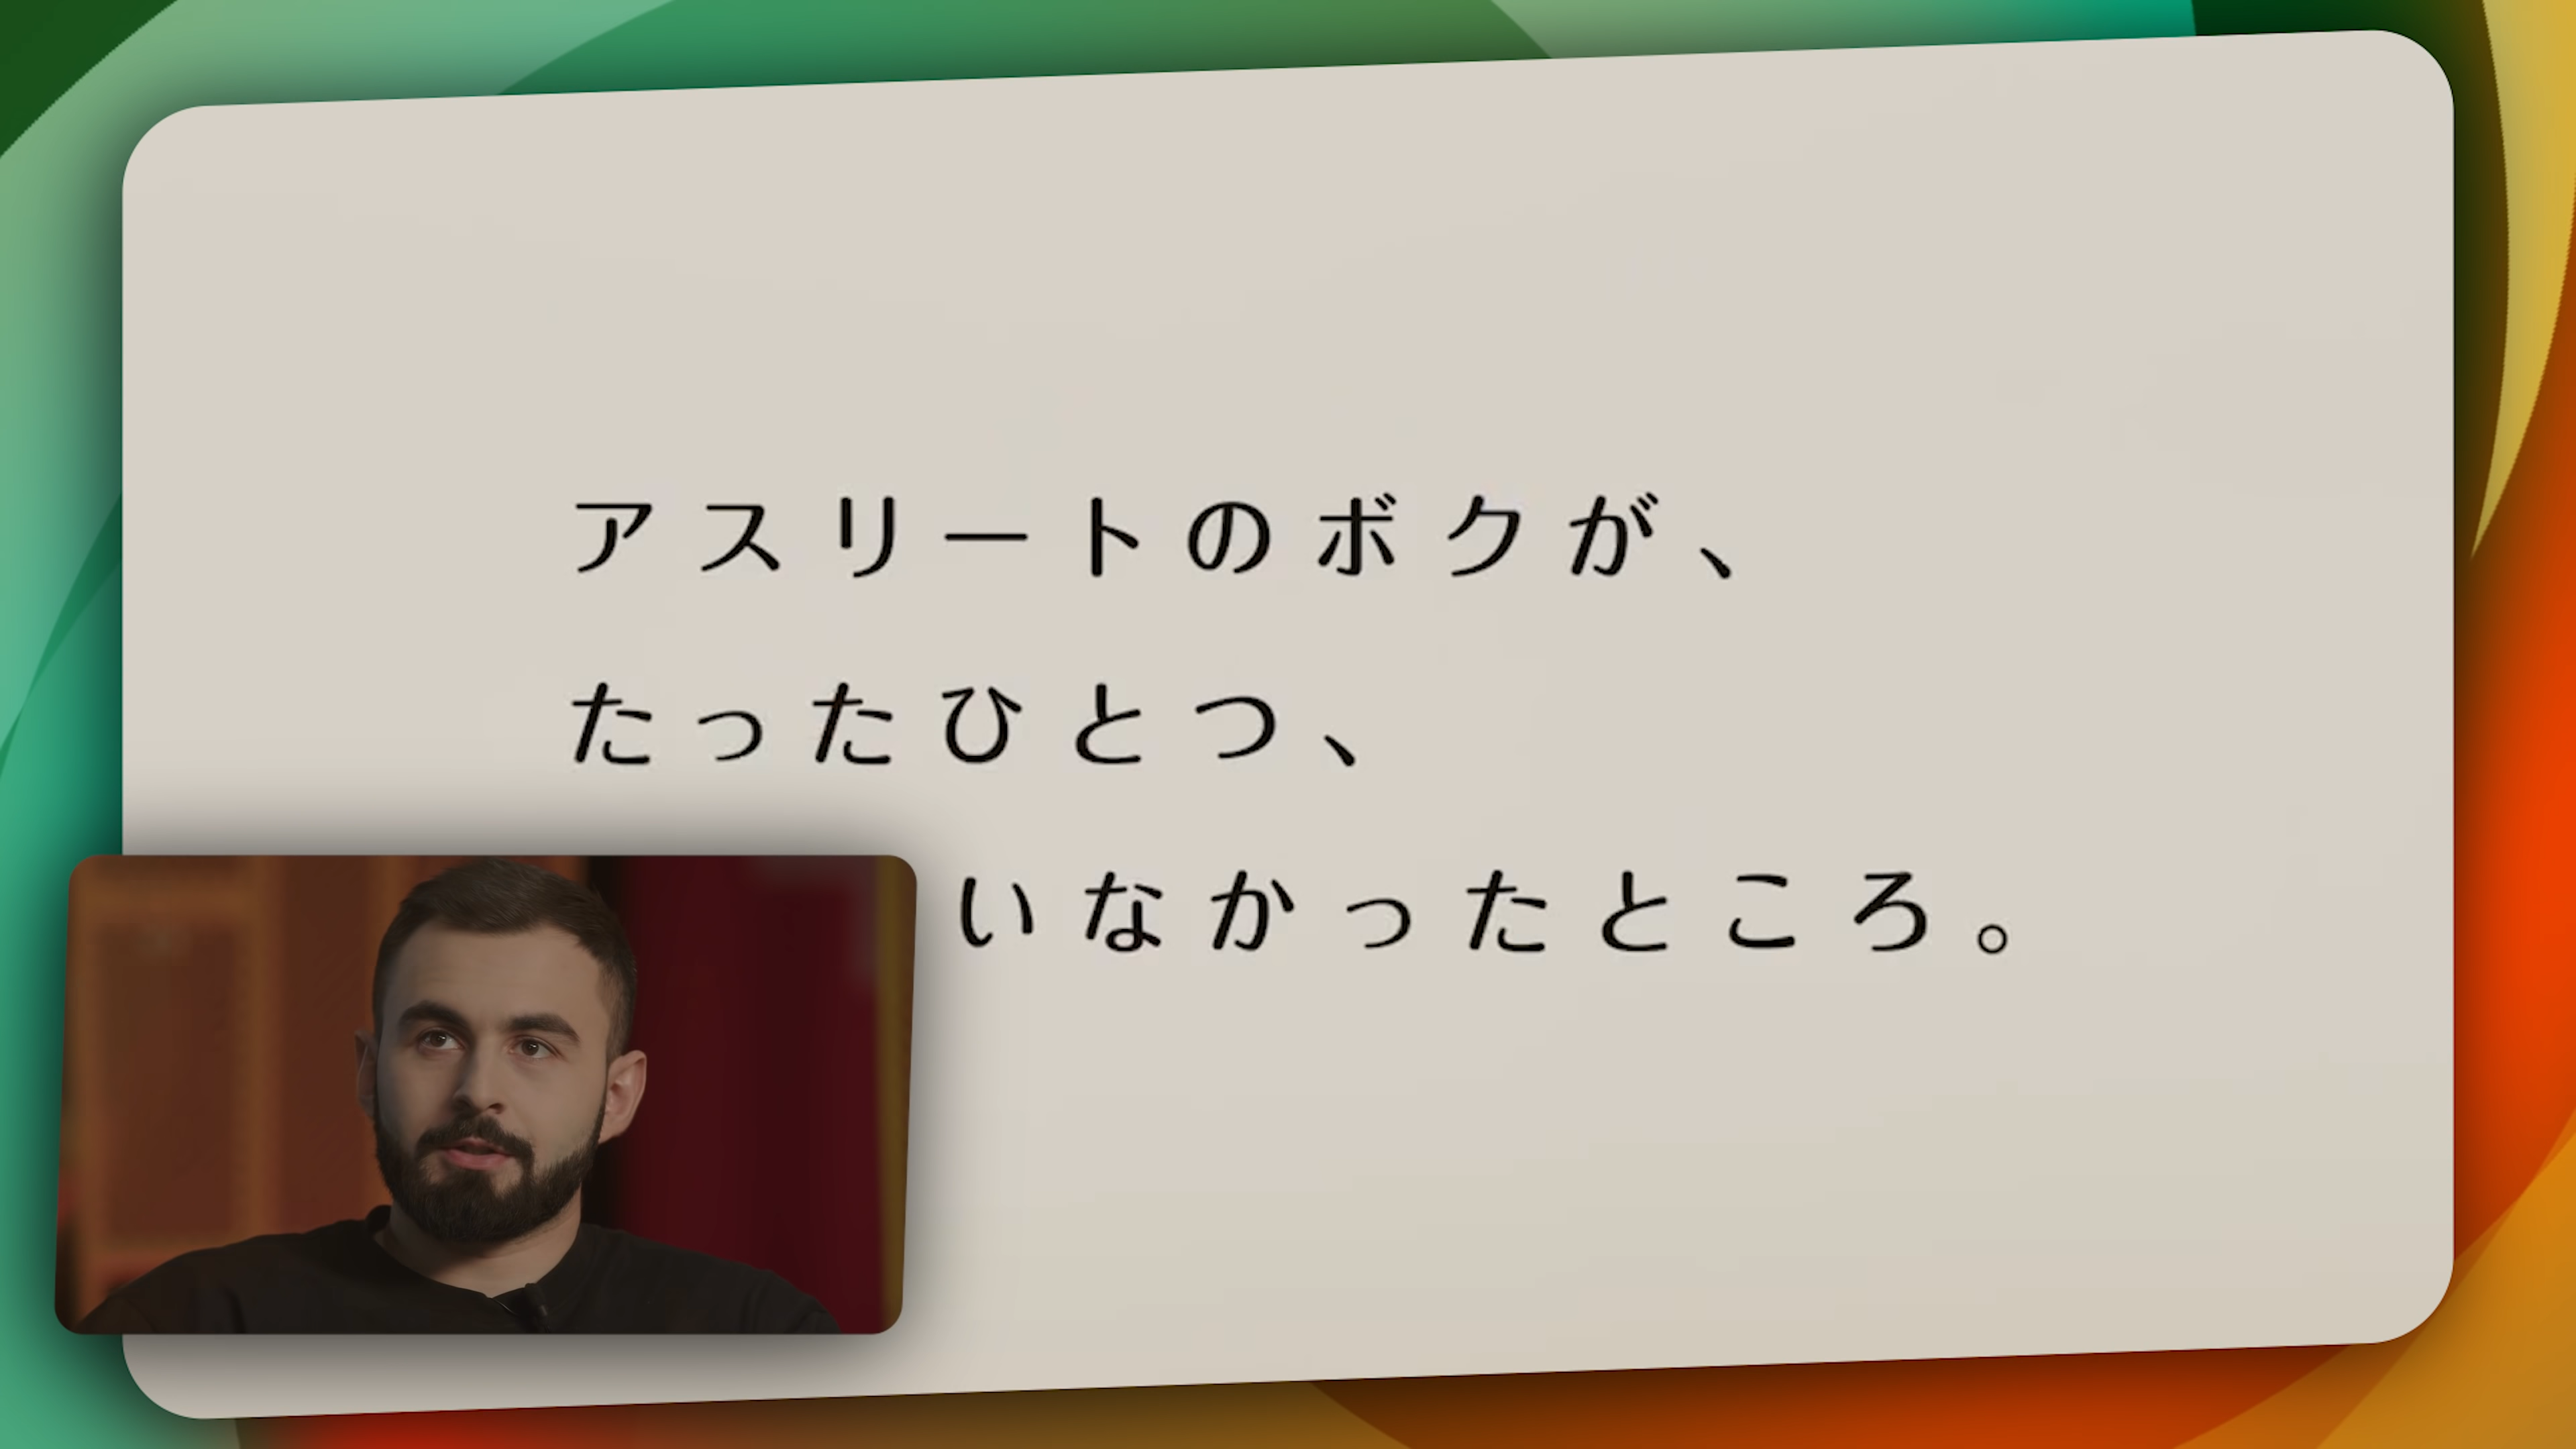 アスリートのボクが、
たったひとつ、
いなかったところ。